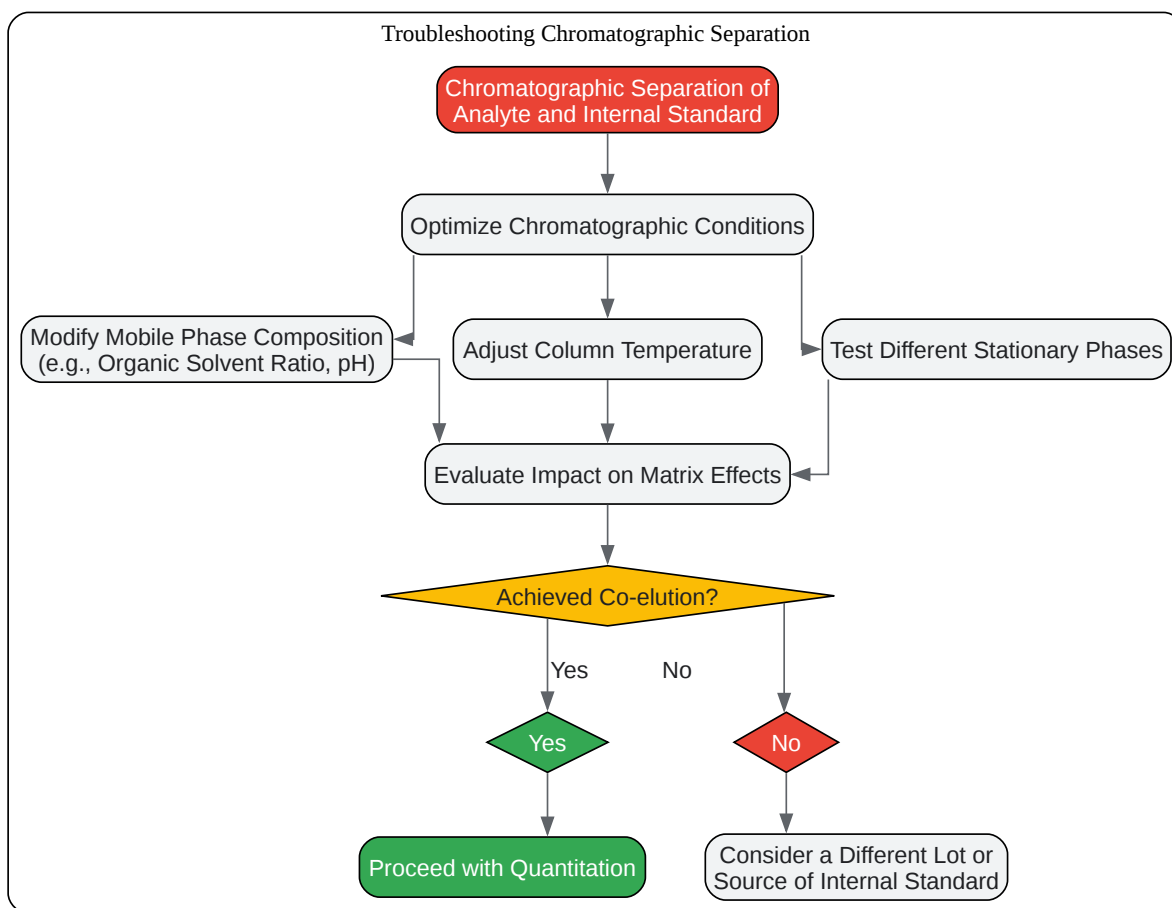 Troubleshooting Chromatographic Separation
Chromatographic Separation of
Analyte and Internal Standard
Optimize Chromatographic Conditions
Modify Mobile Phase Composition
(e.g., Organic Solvent Ratio, pH)
Adjust Column Temperature
Test Different Stationary Phases
Evaluate Impact on Matrix Effects
Achieved Co-elution?
Yes
No
Yes
No
Proceed with Quantitation
Consider a Different Lot or
Source of Internal Standard